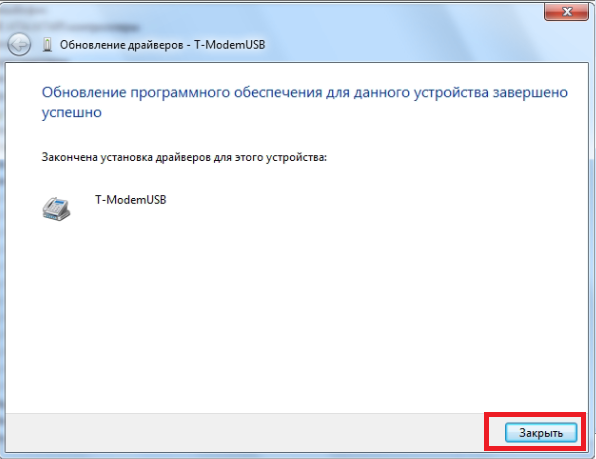 Обновление драйверов - T-ModemUSB
Обновление программного обеспечения для данного устройства завершено
успешно
Закончена установка драйверов для этого устройства:
T-ModemUSB
Закрыть